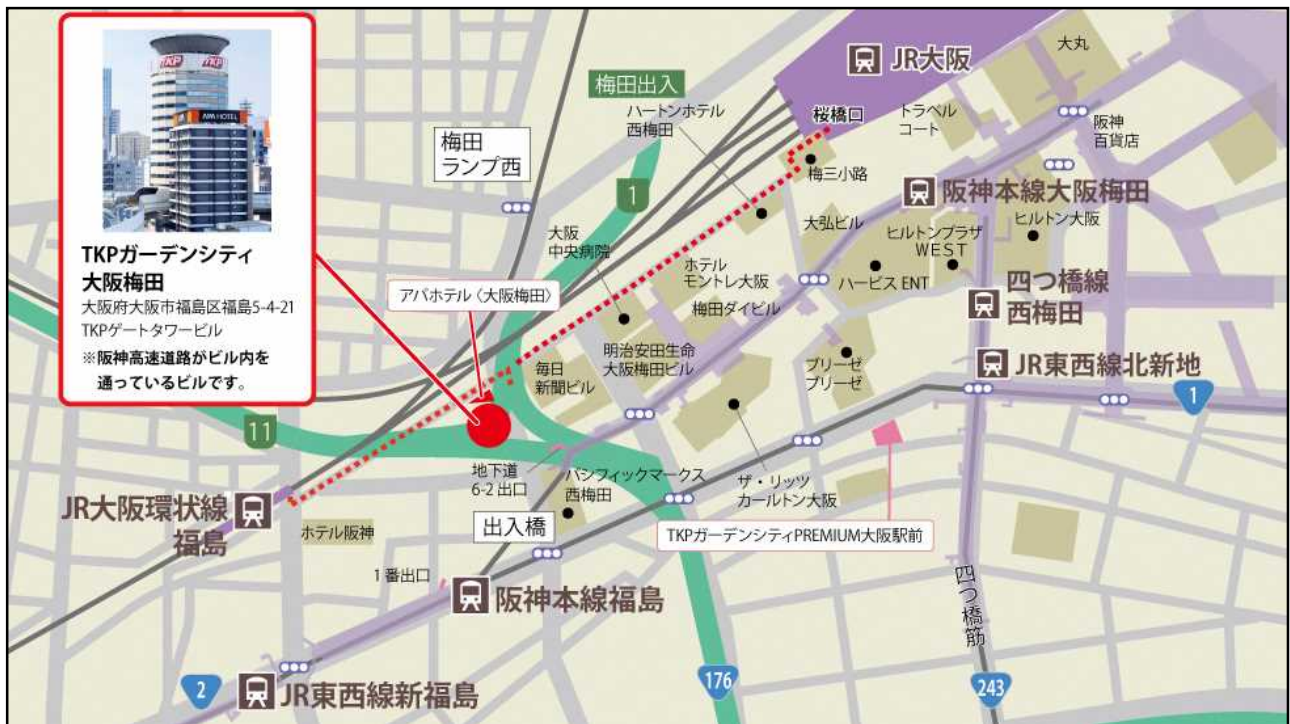 TKP
TKP
APA HOTEL
TKPガーデンシティ
大阪梅田
大阪府大阪市福島区福島5-4-21
TKPゲートタワービル
※阪神高速道路がビル内を
通っているビルです。
梅田
ランプ西
梅田出入
1
ハートンホテル
西梅田
JR大阪
大丸
桜橋口
トラベル
コート
阪神
百貨店
梅三小路
阪神本線大阪梅田
大弘ビル
ヒルトンプラザ
WEST
ヒルトン大阪
大阪
中央病院
ホテル
モントレ大阪
ハービス ENT
四つ橋線
西梅田
アパホテル〈大阪梅田〉
梅田ダイビル
毎日
新聞ビル
明治安田生命
大阪梅田ビル
ブリーゼ
ブリーゼ
JR東西線北新地
1
11
地下道
6-2 出口
パシフィックマークス
西梅田
ザ・リッツ
カールトン大阪
JR大阪環状線
福島
ホテル阪神
出入橋
TKPガーデンシティPREMIUM大阪駅前
1 番出口
阪神本線福島
四つ橋筋
2
JR東西線新福島
176
243